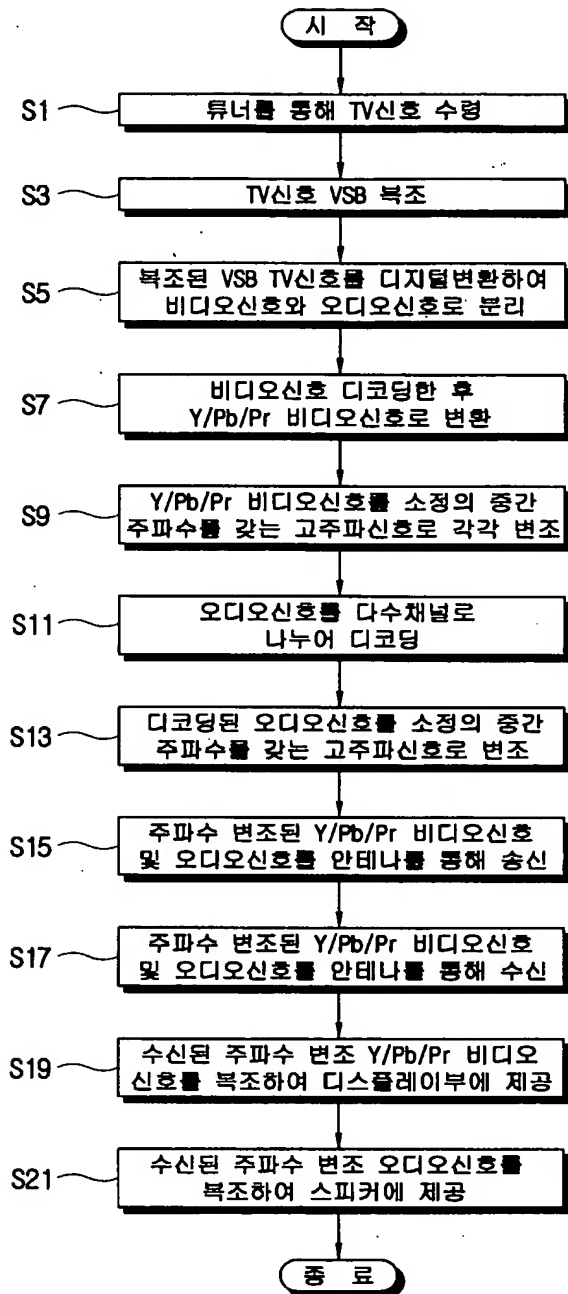 시 작
S1
튜너를 통해 TV신호 수령
S3
TV신호 VSB 복조
S5
복조된 VSB TV신호를 디지털변환하여
비디오신호와 오디오신호로 분리
S7
비디오신호 디코딩한 후
Y/Pb/Pr 비디오신호로 변환
S9
Y/Pb/Pr 비디오신호를 소정의 중간
주파수를 갖는 고주파신호로 각각 변조
S11
오디오신호를 다수채널로
나누어 디코딩
S13
디코딩된 오디오신호를 소정의 중간
주파수를 갖는 고주파신호로 변조
S15
주파수 변조된 Y/Pb/Pr 비디오신호
및 오디오신호를 안테나를 통해 송신
S17
주파수 변조된 Y/Pb/Pr 비디오신호
및 오디오신호를 안테나를 통해 수신
S19
수신된 주파수 변조 Y/Pb/Pr 비디오
신호를 복조하여 디스플레이부에 제공
S21
수신된 주파수 변조 오디오신호를
복조하여 스피커에 제공
종 료